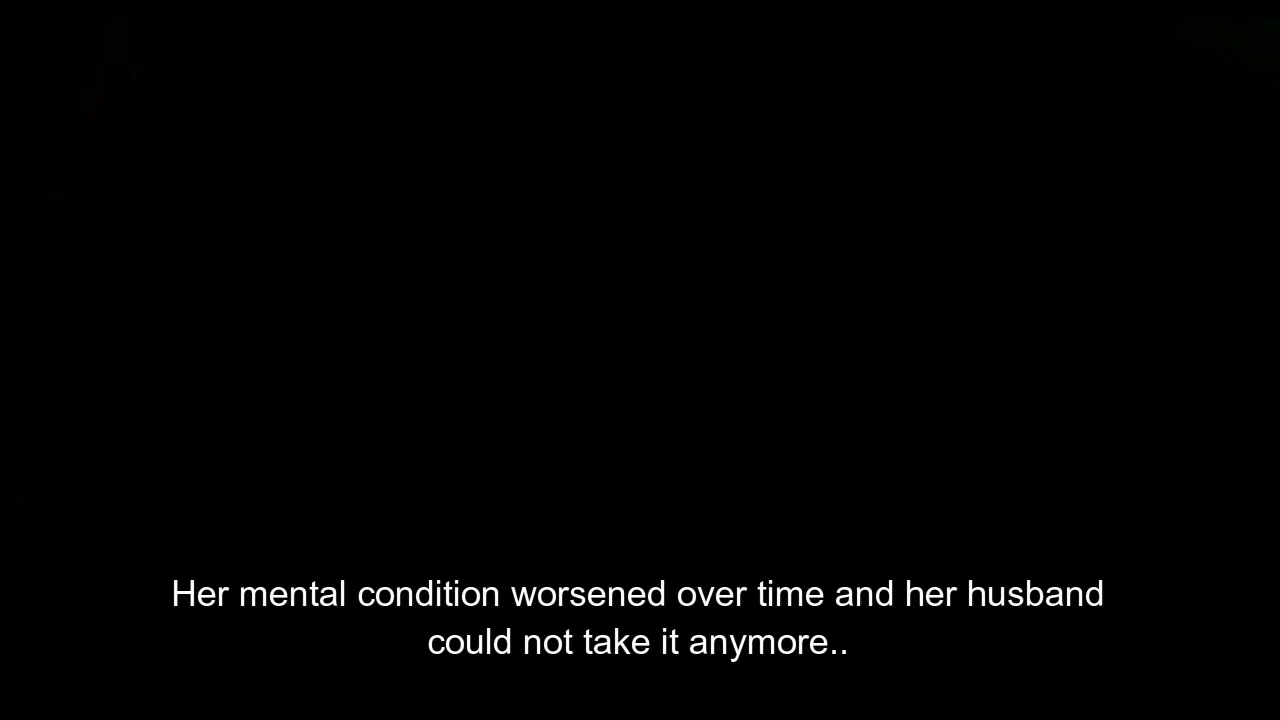 Her mental condition worsened over time and her husband
could not take it anymore..